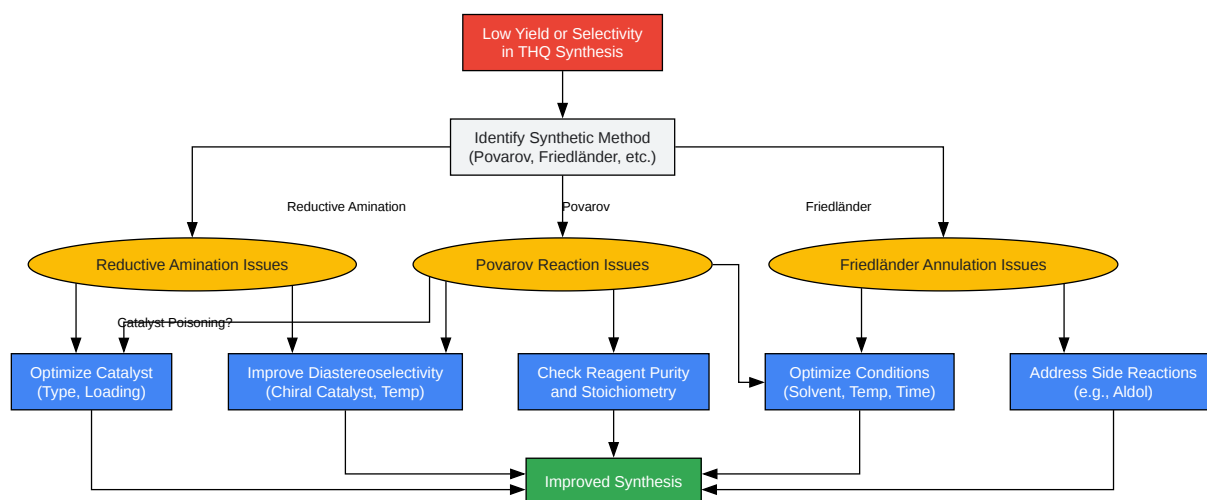 Low Yield or Selectivity
in THQ Synthesis
Identify Synthetic Method
(Povarov, Friedländer, etc.)
Reductive Amination
Povarov
Friedländer
Reductive Amination Issues
Povarov Reaction Issues
Friedländer Annulation Issues
Catalyst Poisoning?
Optimize Catalyst
(Type, Loading)
Improve Diastereoselectivity
(Chiral Catalyst, Temp)
Check Reagent Purity
and Stoichiometry
Optimize Conditions
(Solvent, Temp, Time)
Address Side Reactions
(e.g., Aldol)
Improved Synthesis